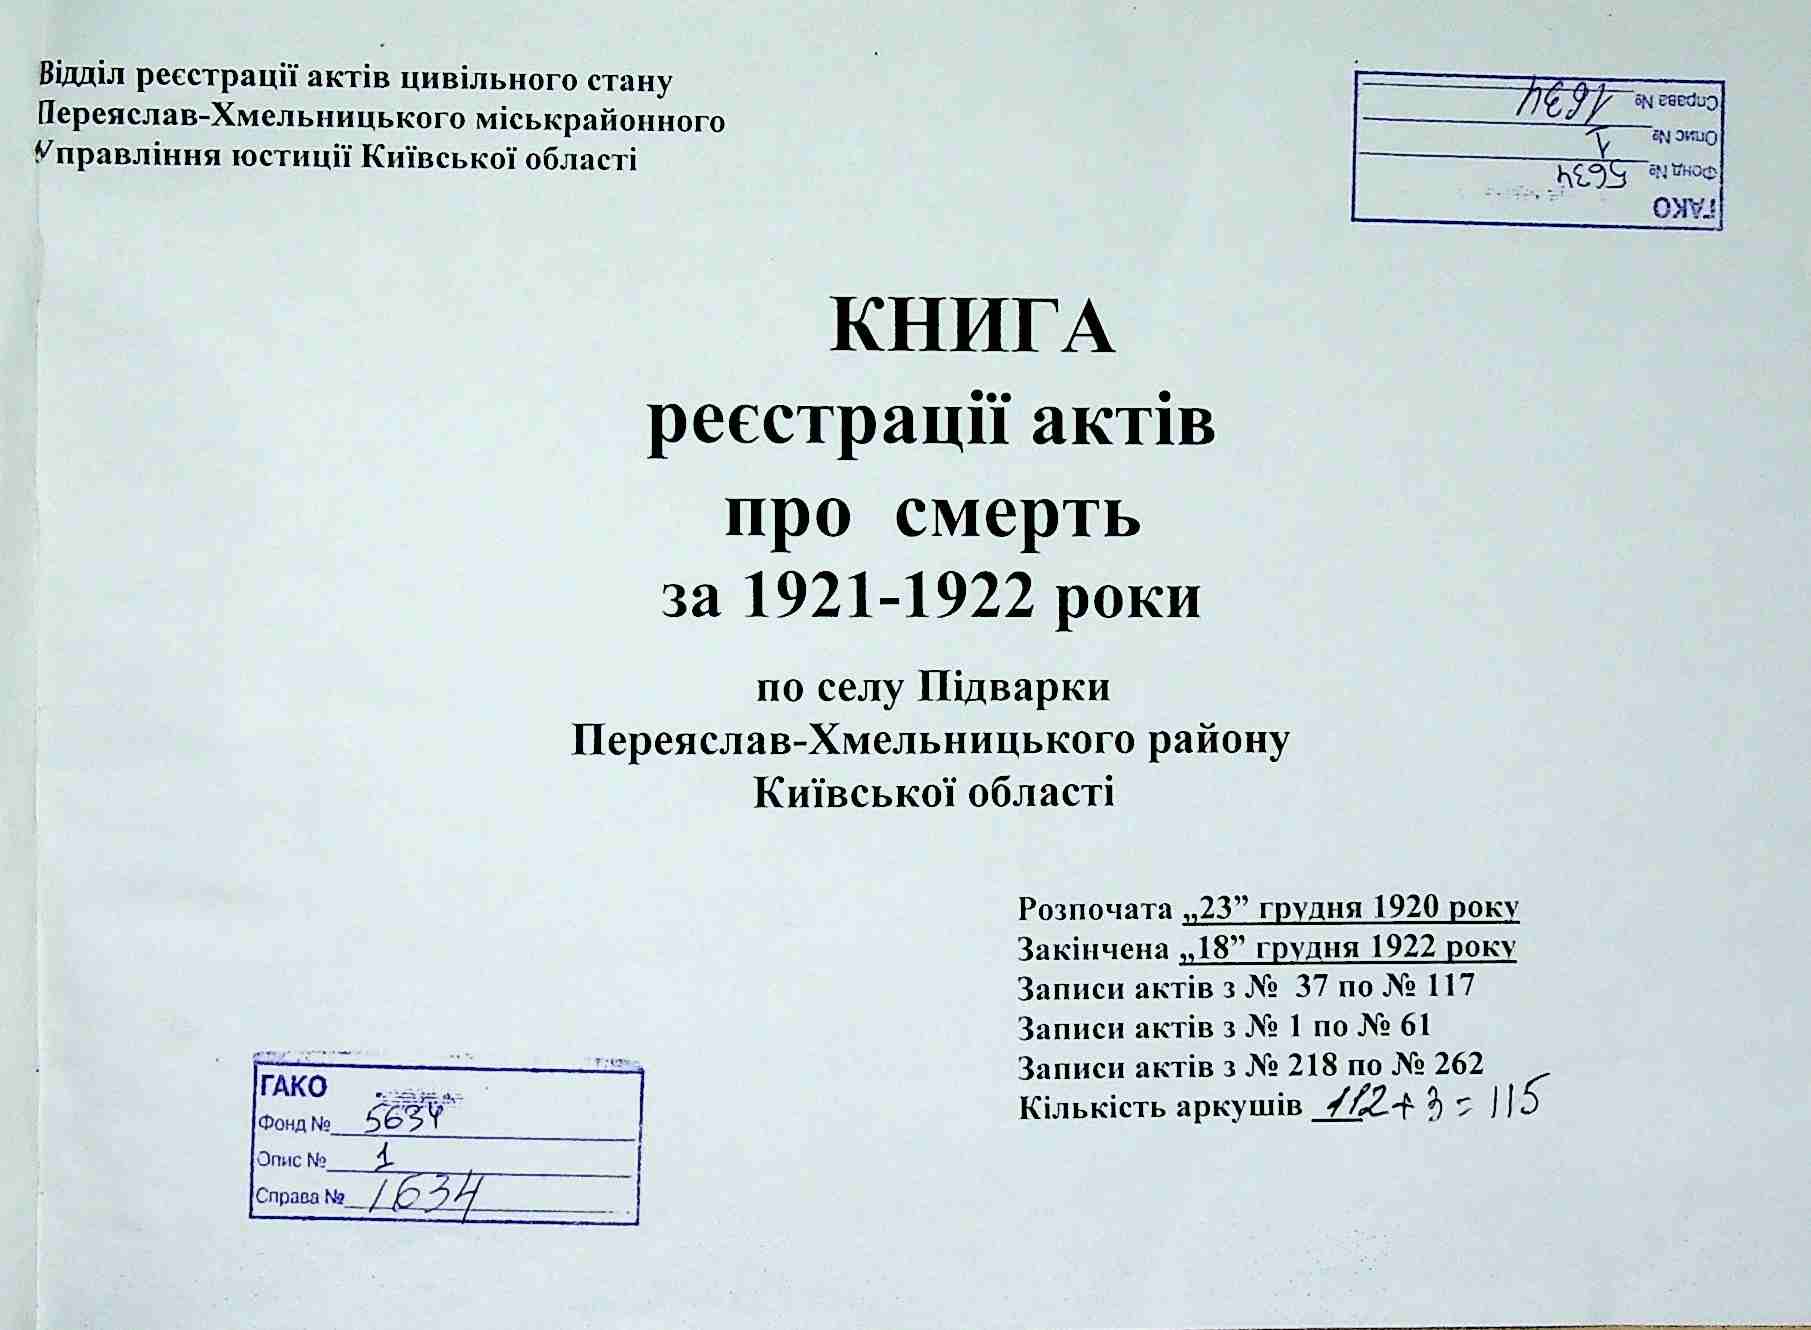 Відділ реєстрації актів цивільного стану
Переяслав-Хмельницького міськрайонного
Управління юстиції Київської області
Справа № 1634
Опис № 1
Фонд № 5634
ГАКО
КНИГА
реєстрації актів
про смерть
за 1921-1922 роки
по селу Підварки
Переяслав-Хмельницького району
Київської області
Розпочата „23” грудня 1920 року
Закінчена „18” грудня 1922 року
Записи актів з № 37 по № 117
Записи актів з № 1 по № 61
Записи актів з № 218 по № 262
Кількість аркушів 112+3=115
ГАКО
Фонд № 5634
Опис № 1
Справа № 1634